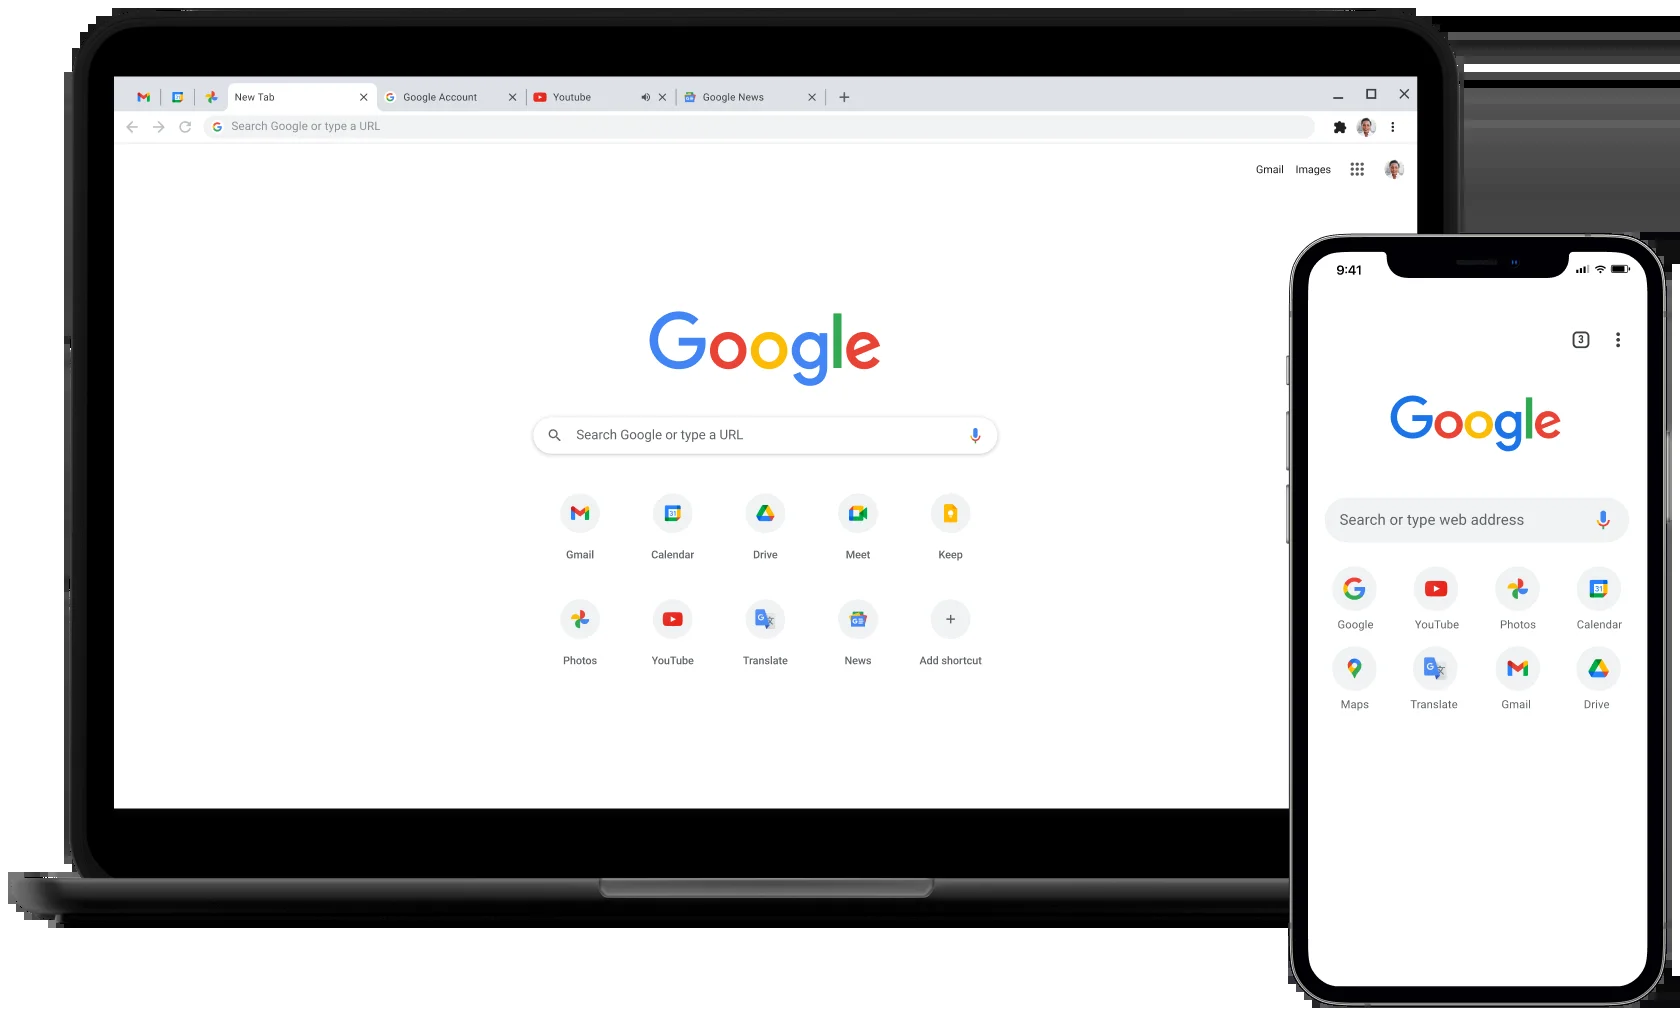 New Tab
Google Account
Youtube
Google News
Search Google or type a URL
Gmail Images
Google
Search Google or type a URL
Gmail Calendar Drive Meet Keep
Photos YouTube Translate News Add shortcut
9:41
3
Google
Search or type web address
Google YouTube Photos Calendar
Maps Translate Gmail Drive